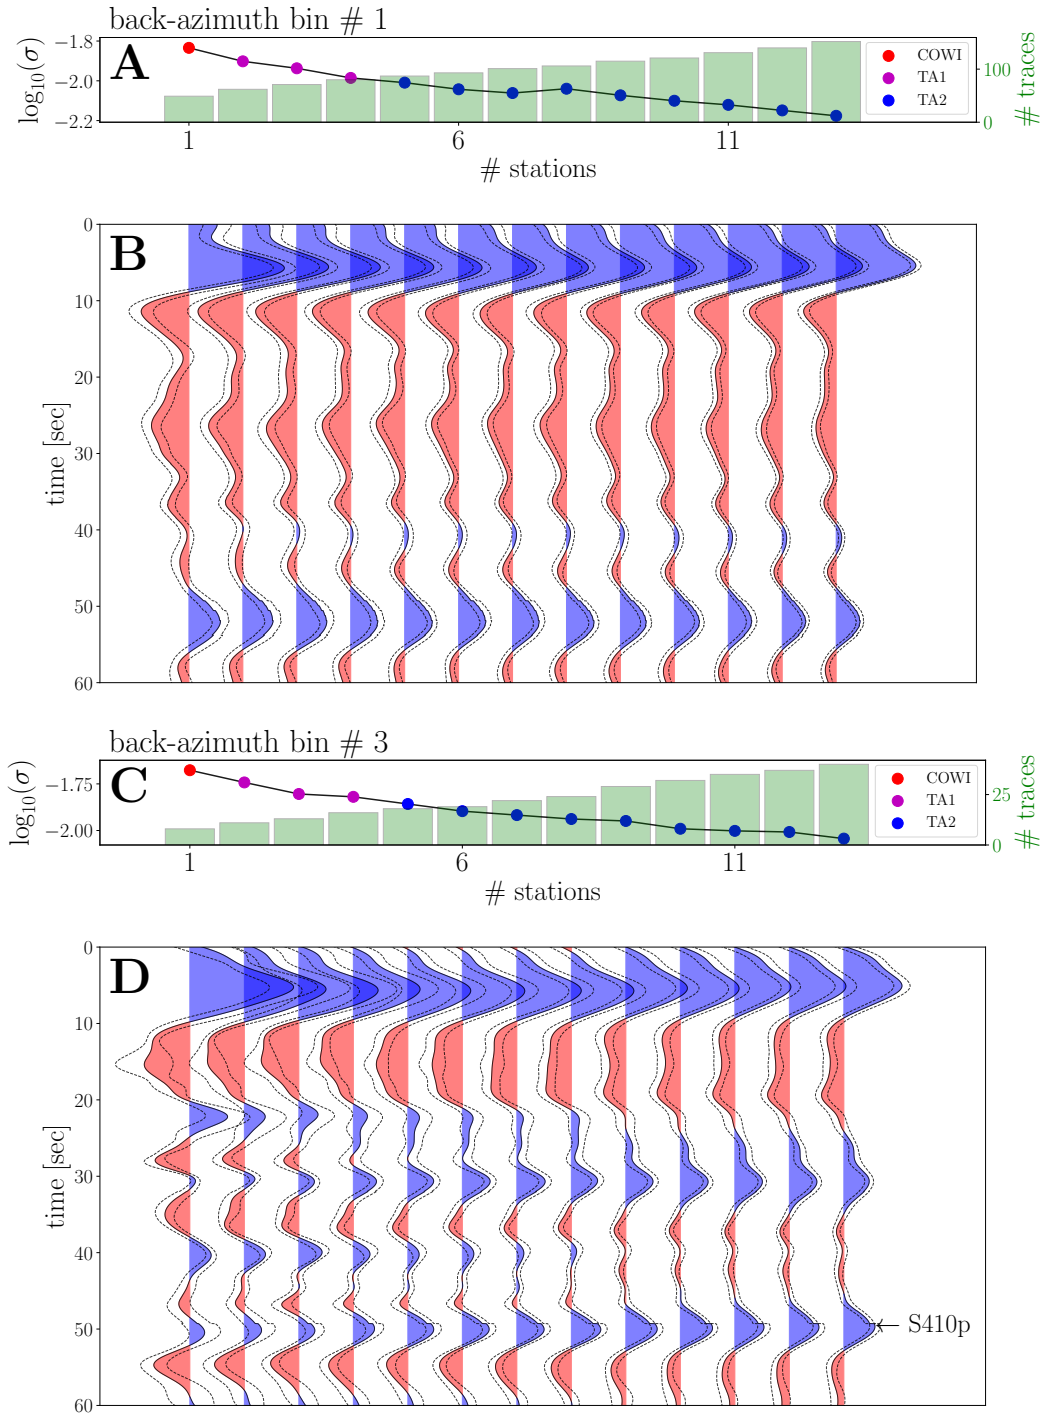 back-azimuth bin # 1
A
log10(σ)
−1.8
−2.0
−2.2
COWI
TA1
TA2
100
0
# traces
1
6
11
# stations
B
0
10
20
30
40
50
60
time [sec]
back-azimuth bin # 3
C
log10(σ)
−1.75
−2.00
COWI
TA1
TA2
25
0
# traces
1
6
11
# stations
D
0
10
20
30
40
50
60
time [sec]
← S410p